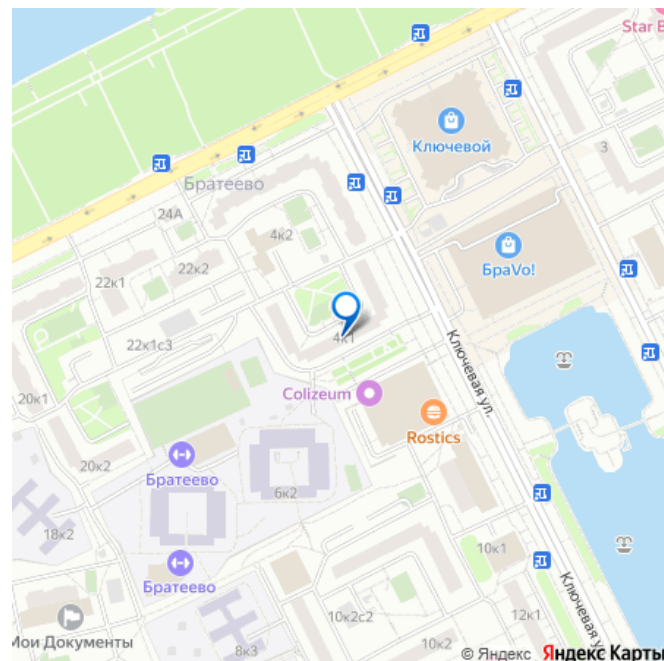 Star B
Ключевой
3
Братеево
24А
4к2
22к2
22к1
БраVo!
22к1с3
4к1
Ключевая ул.
20к1
Colizeum
Rostics
20к2
Братеево
6к2
18к2
10к1
Братеево
Ключевая у
10к2с2
12к1
Мои Документы
10к2
8к3
© Яндекс Яндекс Карты